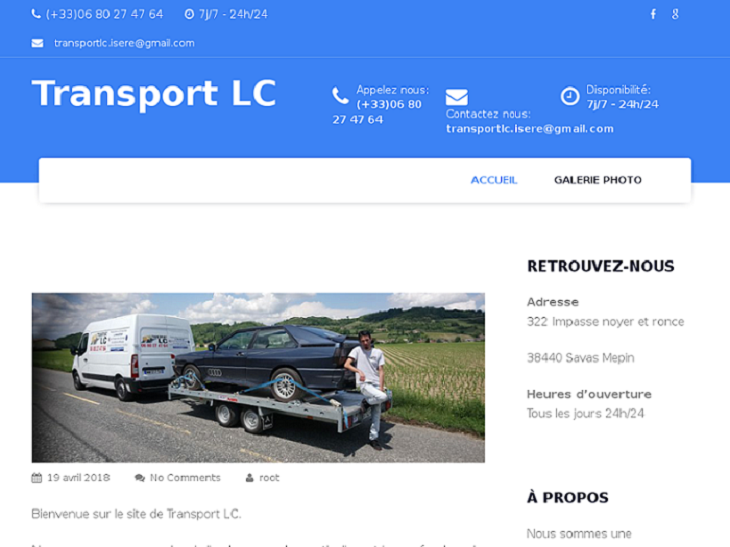 (+33)06 80 27 47 64 7j/7 - 24h/24
transportlc.isere@gmail.com
Transport LC
Appelez nous:
(+33)06 80
27 47 64
Contactez nous:
transportlc.isere@gmail.com
Disponibilité:
7j/7 - 24h/24
ACCUEIL GALERIE PHOTO
LC
19 avril 2018 No Comments root
Bienvenue sur le site de Transport LC.
RETROUVEZ-NOUS
Adresse
322 Impasse noyer et ronce
38440 Savas Mepin
Heures d'ouverture
Tous les jours 24h/24
À PROPOS
Nous sommes une